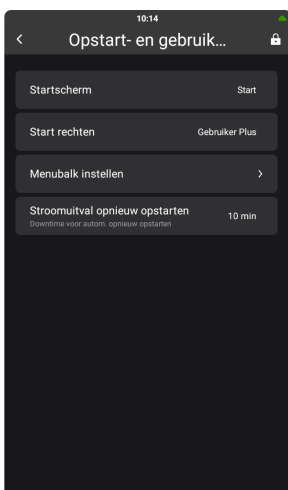 10:14
Opstart- en gebruik...
Startscherm Start
Start rechten Gebruiker Plus
Menubalk instellen
Stroomuitval opnieuw opstarten 10 min
Downtime voor autom. opnieuw opstarten